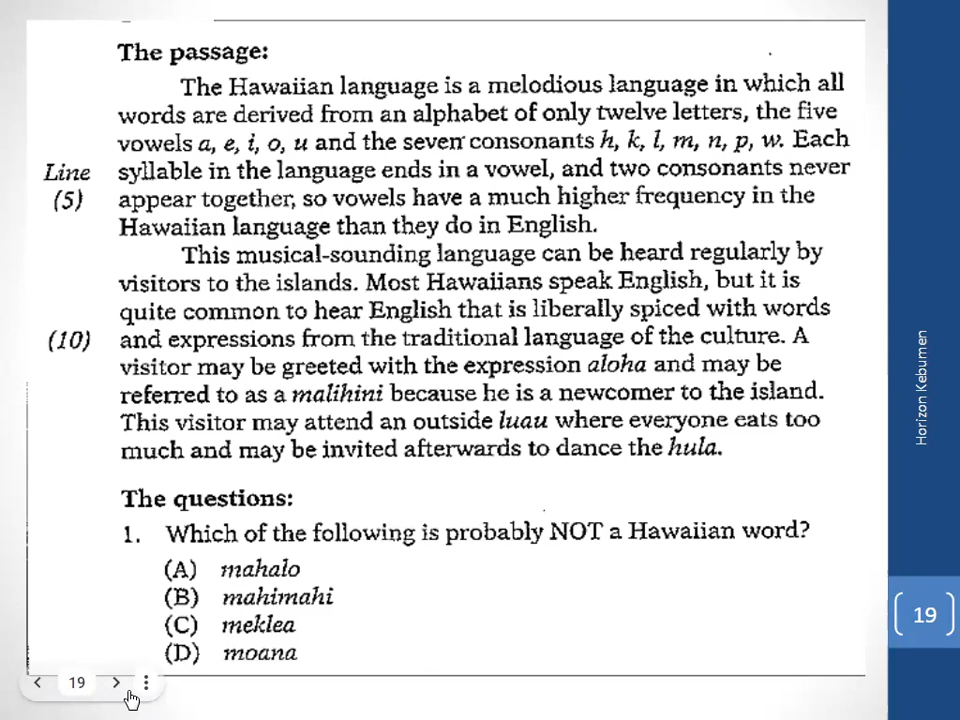 The passage:
The Hawaiian language is a melodious language in which all
words are derived from an alphabet of only twelve letters, the five
vowels a, e, i, o, u and the seven consonants h, k, l, m, n, p, w. Each
Line syllable in the language ends in a vowel, and two consonants never
(5) appear together, so vowels have a much higher frequency in the
Hawaiian language than they do in English.
This musical-sounding language can be heard regularly by
visitors to the islands. Most Hawaiians speak English, but it is
quite common to hear English that is liberally spiced with words
(10) and expressions from the traditional language of the culture. A
visitor may be greeted with the expression aloha and may be
referred to as a malihini because he is a newcomer to the island.
This visitor may attend an outside luau where everyone eats too
much and may be invited afterwards to dance the hula.
The questions:
1. Which of the following is probably NOT a Hawaiian word?
(A) mahalo
(B) mahimahi
(C) meklea
(D) moana
19
Horizon Kebumen
19